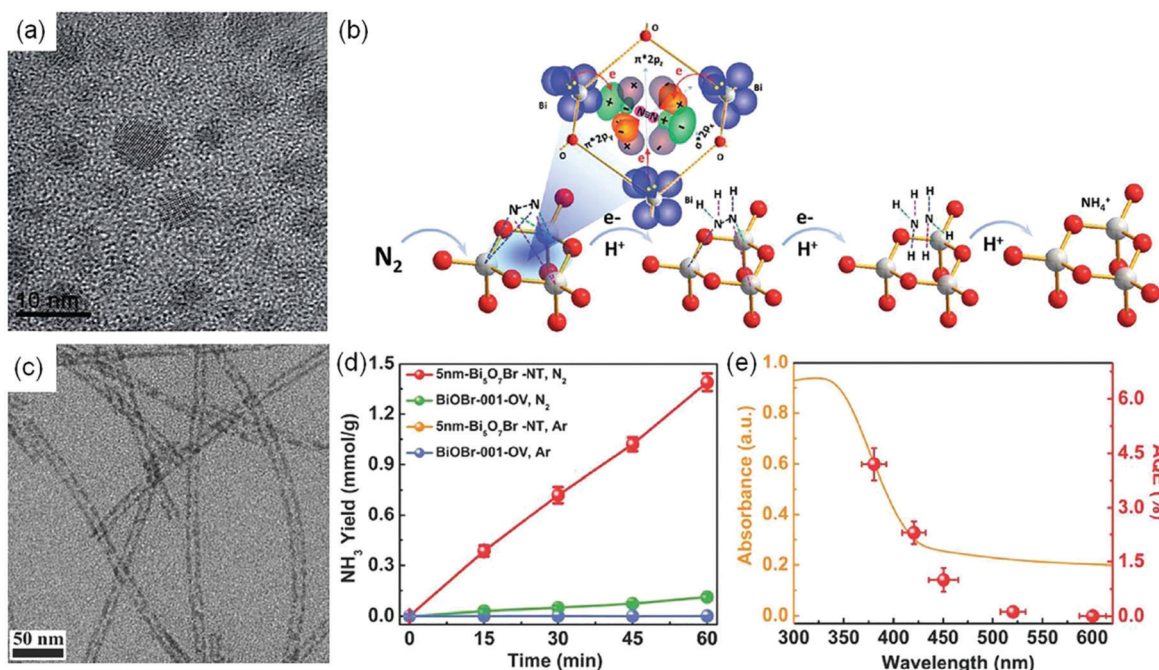 (a)
10 nm
(b)
O
π*2p_z
e
e
Bi
Bi
N≡N
π*2p_y
σ*2p_x
O
O
e
Bi
N N
N₂
e-
H⁺
H H H H
N N
e-
H⁺
H H
H N N H
H H
H⁺
NH₄⁺
(c)
50 nm
(d)
NH₃ Yield (mmol/g)
1.5
1.2
0.9
0.6
0.3
0.0
5nm-Bi₅O₇Br -NT, N₂
BiOBr-001-OV, N₂
5nm-Bi₅O₇Br -NT, Ar
BiOBr-001-OV, Ar
0 15 30 45 60
Time (min)
(e)
Absorbance (a.u.)
1.0
0.8
0.6
0.4
0.2
0.0
6.0
4.5
3.0
1.5
0.0
AQE (%)
300 350 400 450 500 550 600
Wavelength (nm)